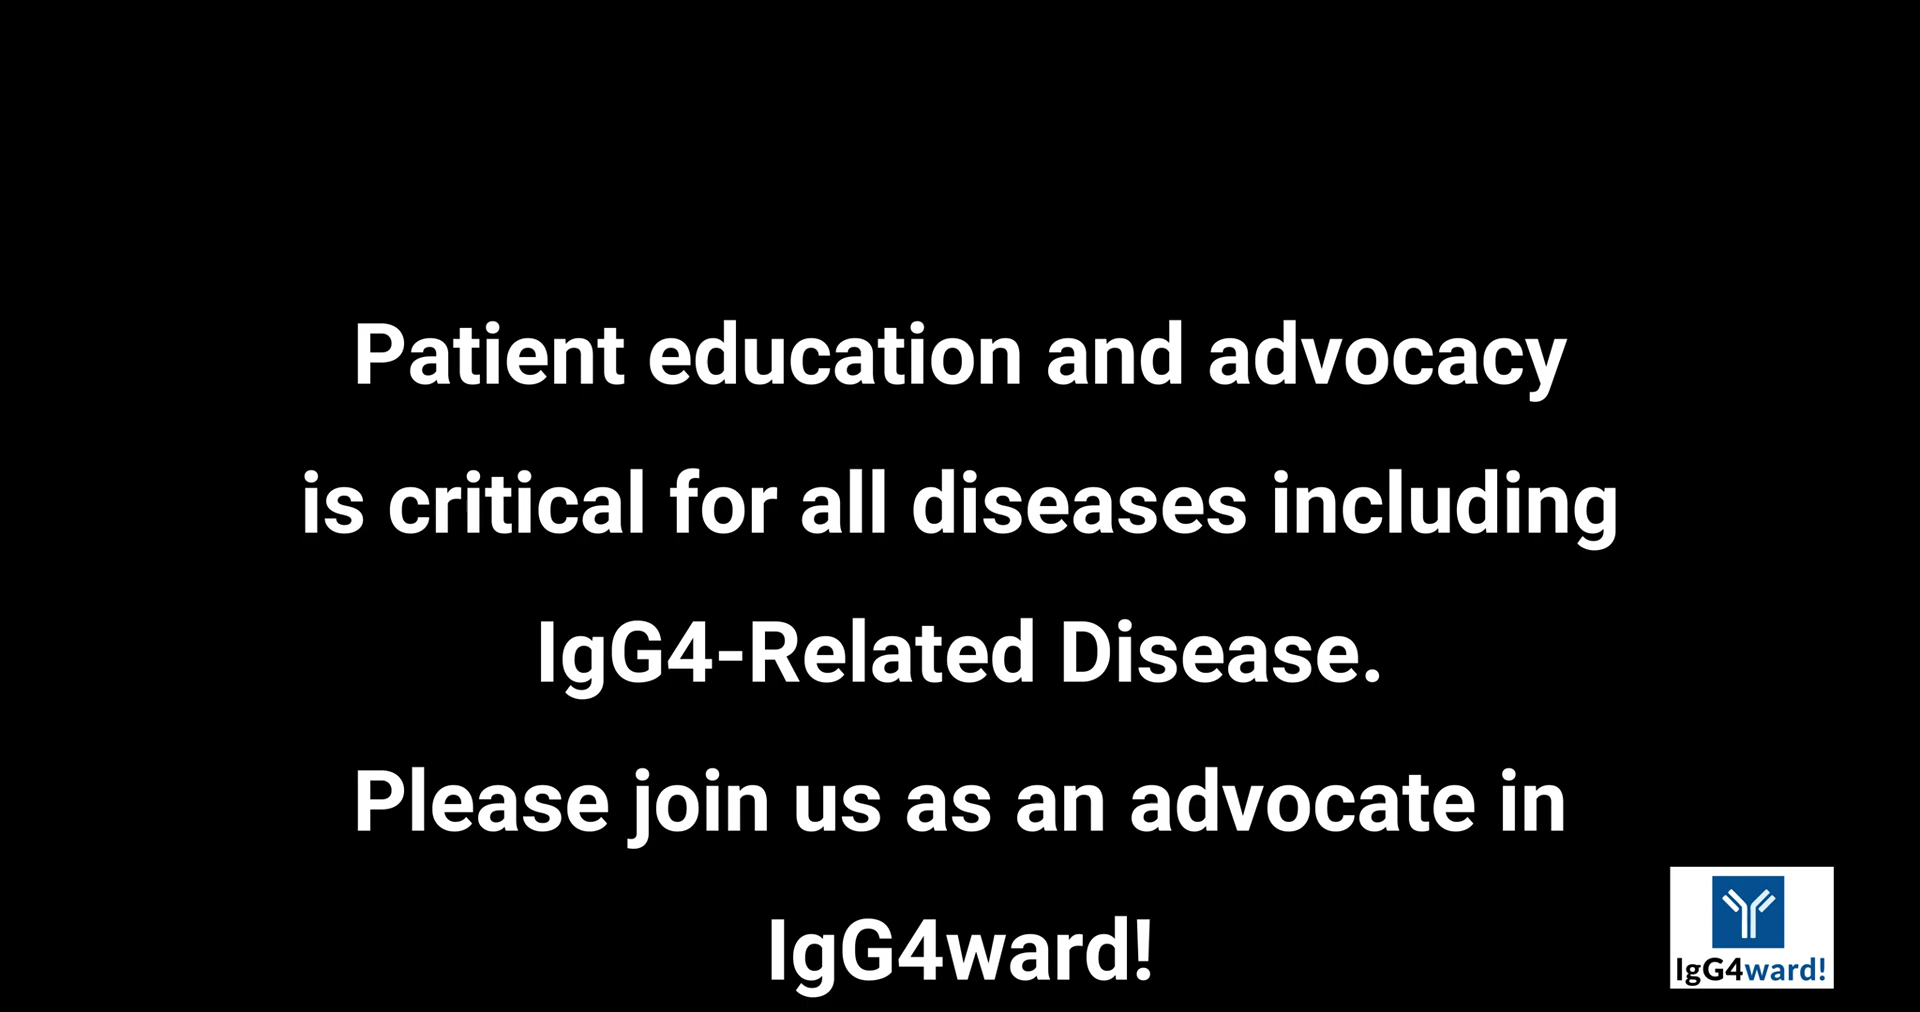 Patient education and advocacy
is critical for all diseases including
IgG4-Related Disease.
Please join us as an advocate in
IgG4ward!
IgG4ward!